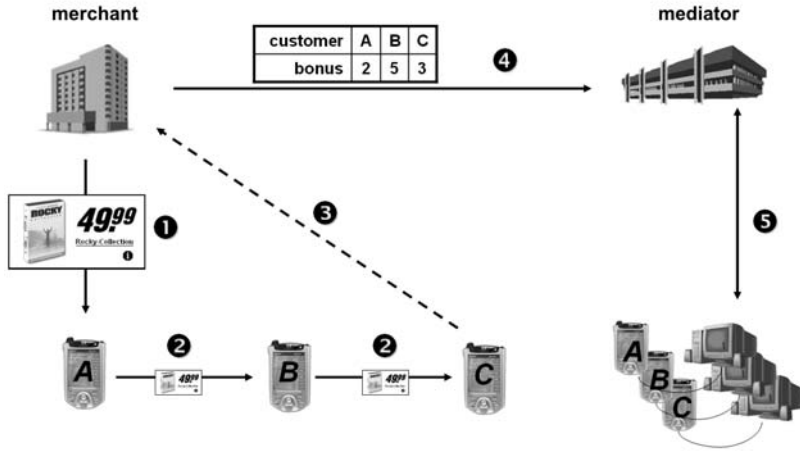 merchant
mediator
customer A B C
bonus 2 5 3
4
ROCKY
49.99
Rocky Collection
1
3
5
2
2
A
B
C
49.99
49.99
A
B
C